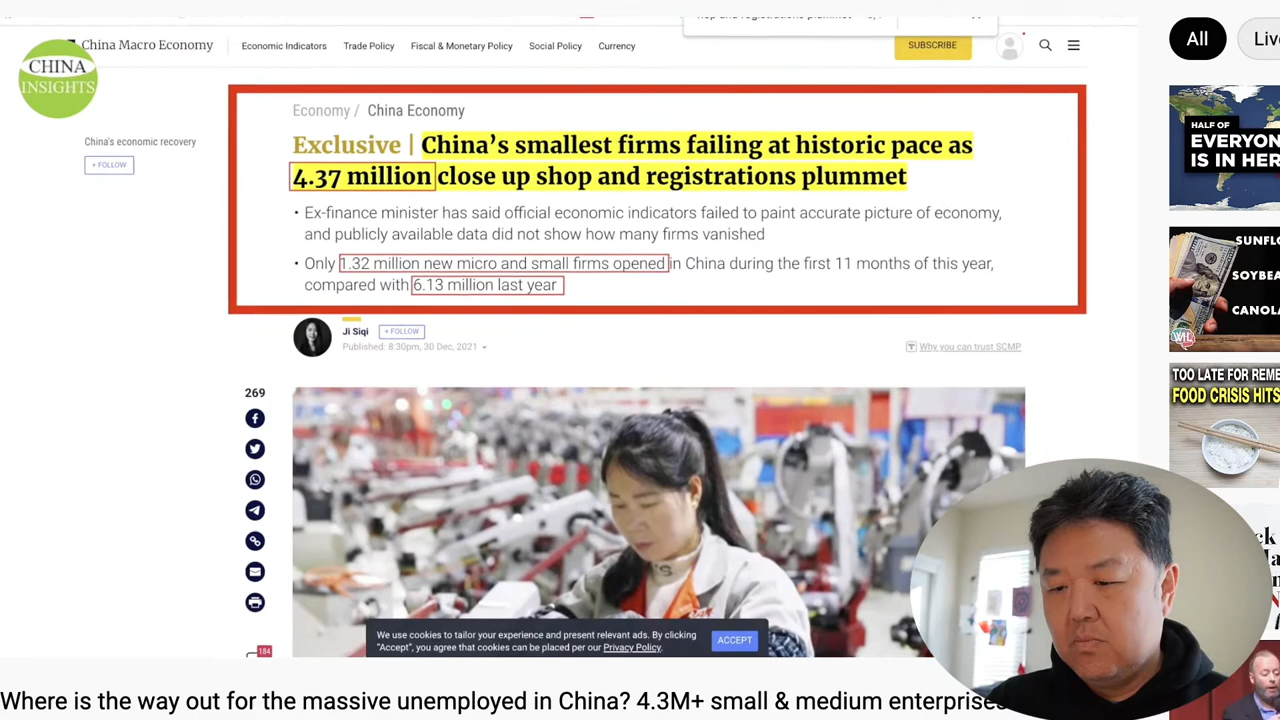 China Macro Economy
Economic Indicators
Trade Policy
Fiscal & Monetary Policy
Social Policy
Currency
SUBSCRIBE
All
CHINA
INSIGHTS
China's economic recovery
+ FOLLOW
Economy / China Economy
Exclusive | China's smallest firms failing at historic pace as
4.37 million close up shop and registrations plummet
• Ex-finance minister has said official economic indicators failed to paint accurate picture of economy,
and publicly available data did not show how many firms vanished
• Only 1.32 million new micro and small firms opened in China during the first 11 months of this year,
compared with 6.13 million last year
Ji Siqi
+ FOLLOW
Published: 8:30pm, 30 Dec, 2021
Why you can trust SCMP
269
184
We use cookies to tailor your experience and present relevant ads. By clicking
"Accept", you agree that cookies can be placed per our Privacy Policy.
ACCEPT
HALF OF
EVERYON
IS IN HER
SUNFL
SOYBEA
CANOLA
TOO LATE FOR REME
FOOD CRISIS HITS
Where is the way out for the massive unemployed in China? 4.3M+ small & medium enterprises